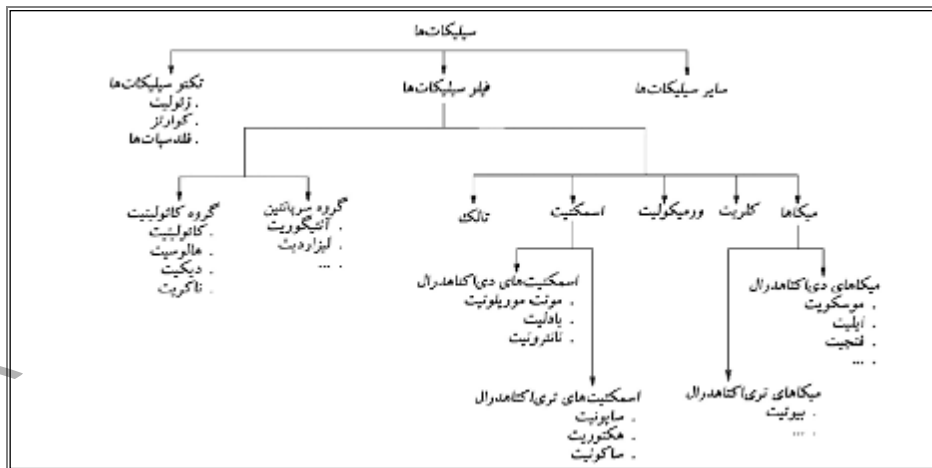 سیلیکات‌ها
تکتو سیلیکات‌ها
. زئولیت
. کوارتز
. فلدسپات‌ها
فیلو سیلیکات‌ها
سایر سیلیکات‌ها
گروه کائولینیت
. کائولینیت
. هالوسیت
. دیکیت
. ناکریت
گروه سرپانتین
. آنتیگوریت
. لیزاردیت
. ...
تالک
اسمکتیت
ورمیکولیت
کلریت
میکاها
اسمکتیت‌های دی‌اکتاهدرال
. مونت موریلونیت
. بادلیت
. نانترونیت
میکاهای دی‌اکتاهدرال
. موسکویت
. ایلیت
. فنجیت
. ...
اسمکتیت‌های تری‌اکتاهدرال
. ساپونیت
. هکتوریت
. ساکونیت
میکاهای تری‌اکتاهدرال
. بیوتیت
. ...